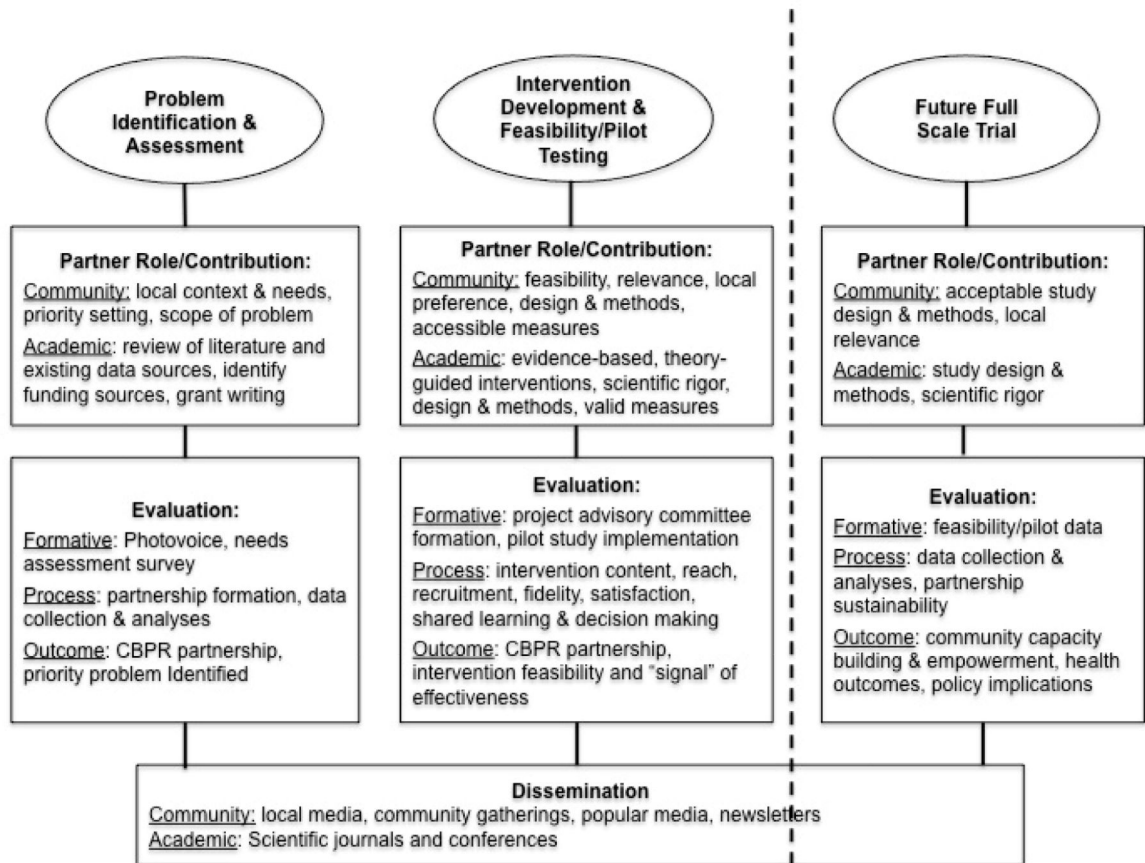 Problem
Identification &
Assessment
Intervention
Development &
Feasibility/Pilot
Testing
Future Full
Scale Trial
Partner Role/Contribution:
Community: local context & needs,
priority setting, scope of problem
Academic: review of literature and
existing data sources, identify
funding sources, grant writing
Partner Role/Contribution:
Community: feasibility, relevance, local
preference, design & methods,
accessible measures
Academic: evidence-based, theory-
guided interventions, scientific rigor,
design & methods, valid measures
Partner Role/Contribution:
Community: acceptable study
design & methods, local
relevance
Academic: study design &
methods, scientific rigor
Evaluation:
Formative: Photovoice, needs
assessment survey
Process: partnership formation, data
collection & analyses
Outcome: CBPR partnership,
priority problem Identified
Evaluation:
Formative: project advisory committee
formation, pilot study implementation
Process: intervention content, reach,
recruitment, fidelity, satisfaction,
shared learning & decision making
Outcome: CBPR partnership,
intervention feasibility and “signal” of
effectiveness
Evaluation:
Formative: feasibility/pilot data
Process: data collection &
analyses, partnership
sustainability
Outcome: community capacity
building & empowerment, health
outcomes, policy implications
Dissemination
Community: local media, community gatherings, popular media, newsletters
Academic: Scientific journals and conferences